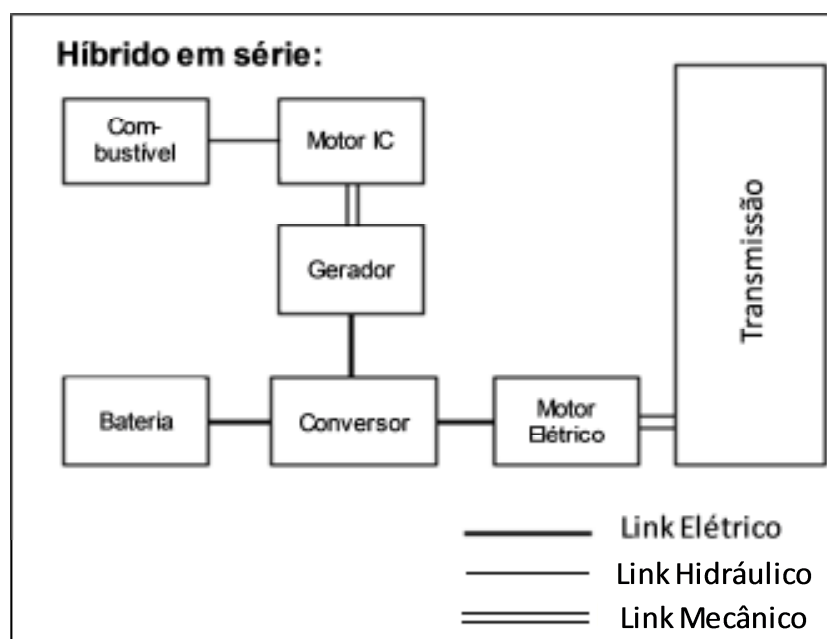 Híbrido em série:
Com-
bustível
Motor IC
Transmissão
Gerador
Bateria
Conversor
Motor
Elétrico
Link Elétrico
Link Hidráulico
Link Mecânico